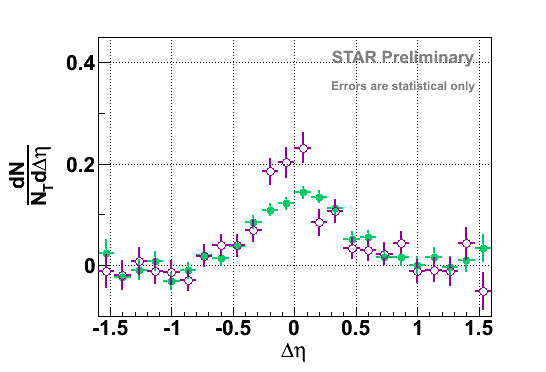 STAR Preliminary
Errors are statistical only
0.4
0.2
0
dN
N_T dΔη
-1.5 -1 -0.5 0 0.5 1 1.5
Δη